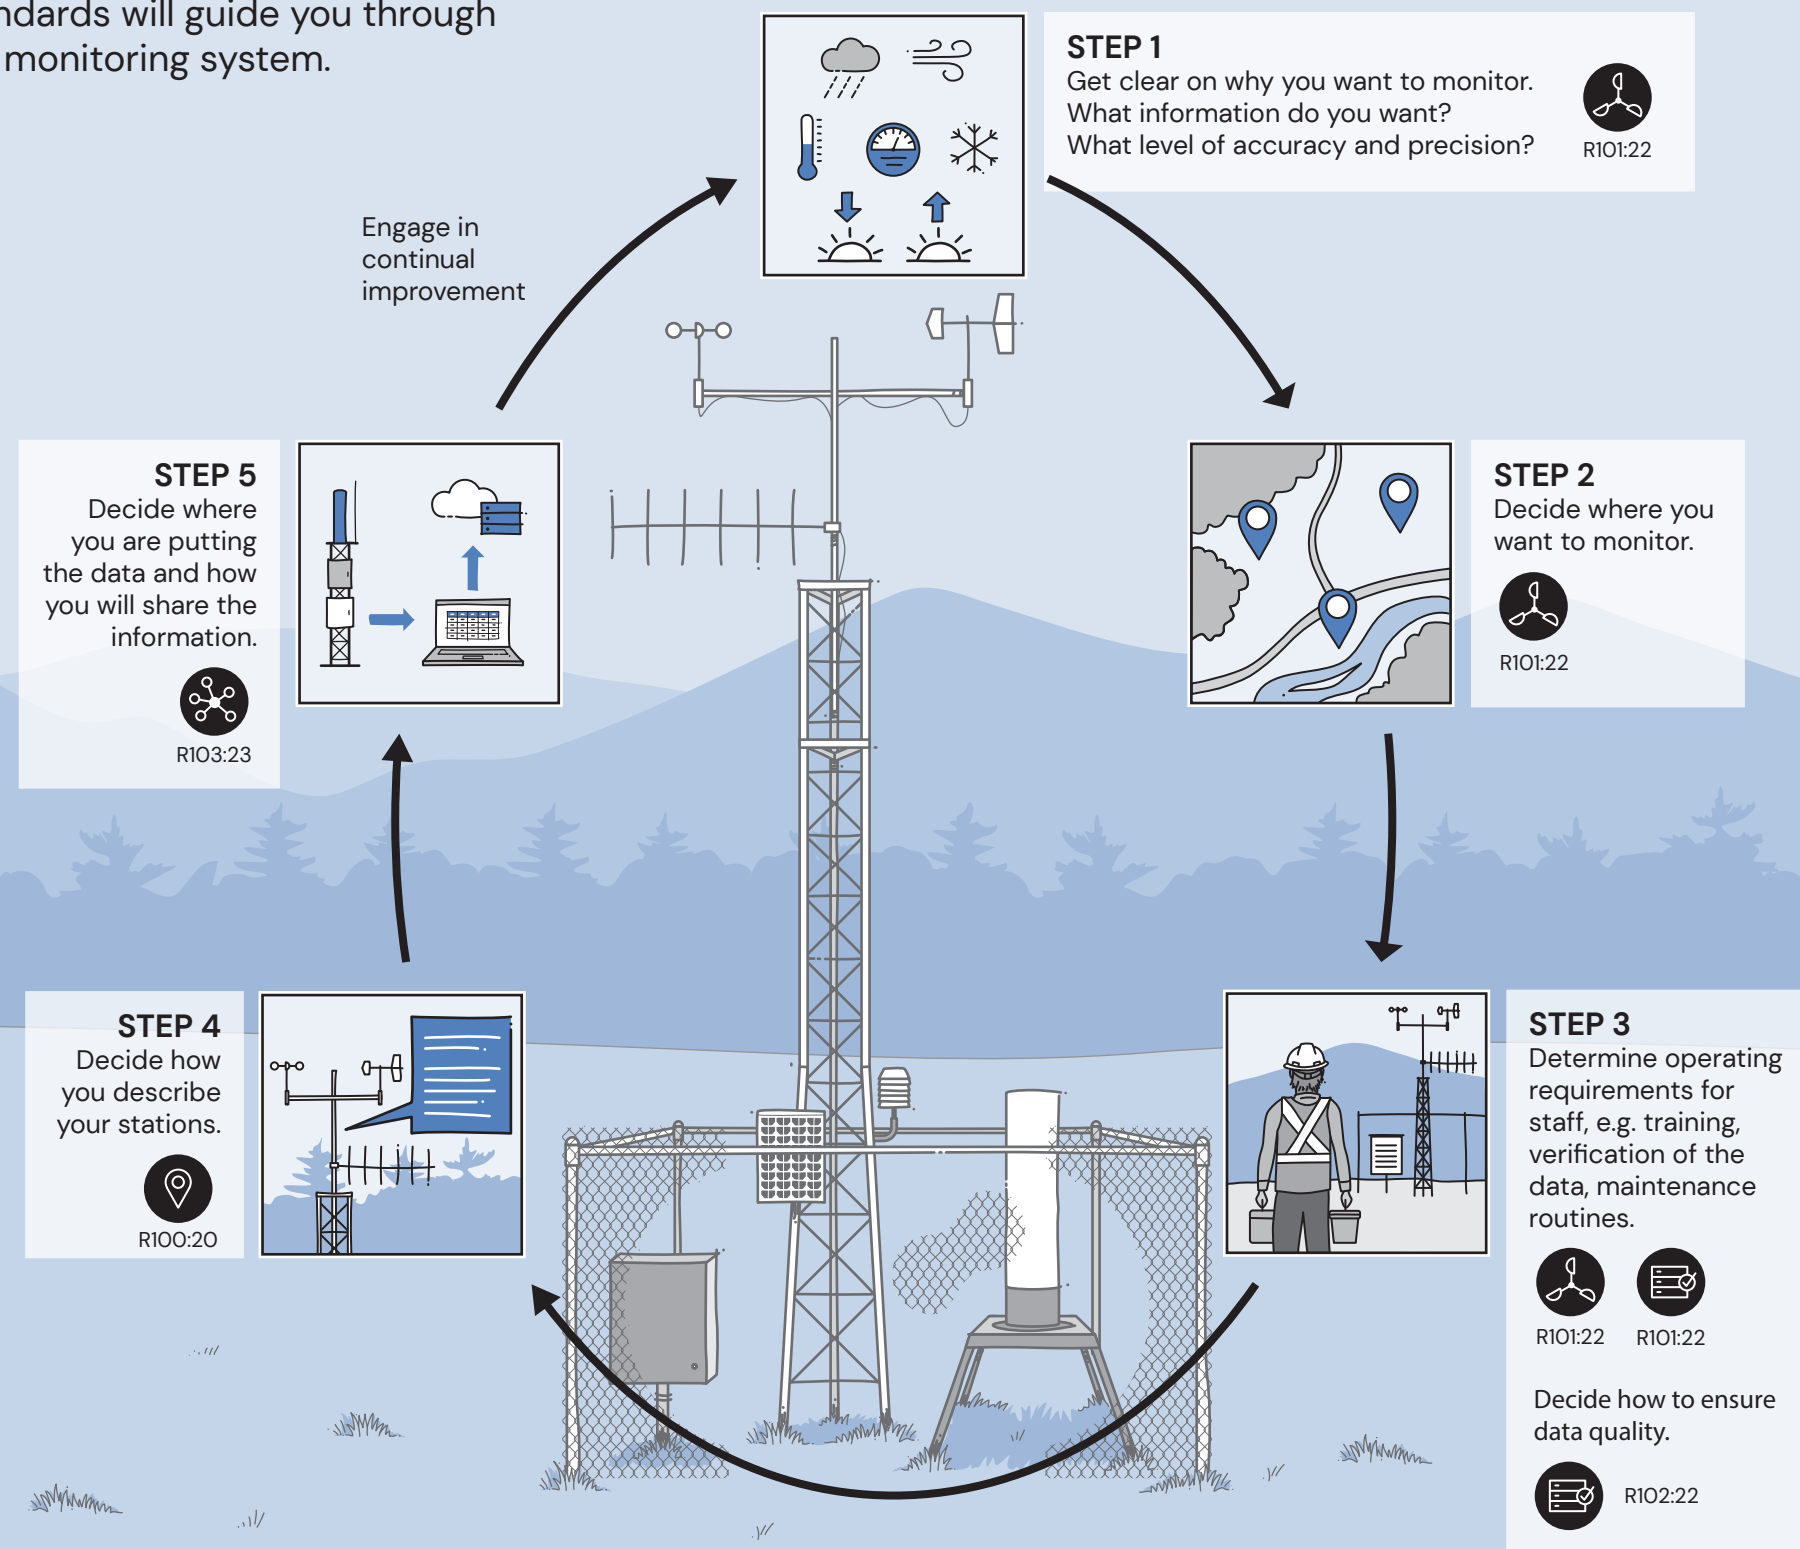 ndards will guide you through
monitoring system.
STEP 1
Get clear on why you want to monitor.
What information do you want?
What level of accuracy and precision?
R101:22
Engage in
continual
improvement
STEP 2
Decide where you
want to monitor.
R101:22
STEP 3
Determine operating
requirements for
staff, e.g. training,
verification of the
data, maintenance
routines.
R101:22 R101:22
Decide how to ensure
data quality.
R102:22
STEP 4
Decide how
you describe
your stations.
R100:20
STEP 5
Decide where
you are putting
the data and how
you will share the
information.
R103:23